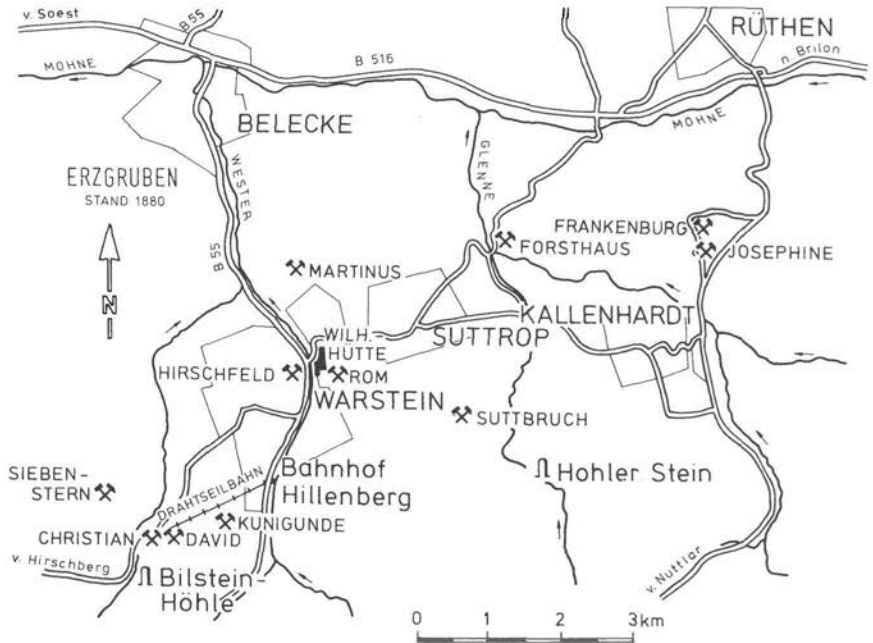 v. Soest
B 55
RÜTHEN
n. Brilon
MÖHNE
B 516
BELECKE
MÖHNE
WESTER
GLENNE
ERZGRUBEN
STAND 1880
N
B 55
FRANKENBURG
FORSTHAUS
JOSEPHINE
MARTINUS
KALLENHARDT
WILH.
HÜTTE
SUTTROP
HIRSCHFELD
ROM
WARSTEIN
SUTTBRUCH
Bahnhof
Hillenberg
Hohler Stein
SIEBEN-
STERN
DRAHTSEILBAHN
KUNIGUNDE
CHRISTIAN
DAVID
v. Hirschberg
Bilstein-
Höhle
v. Nuttlar
0 1 2 3km